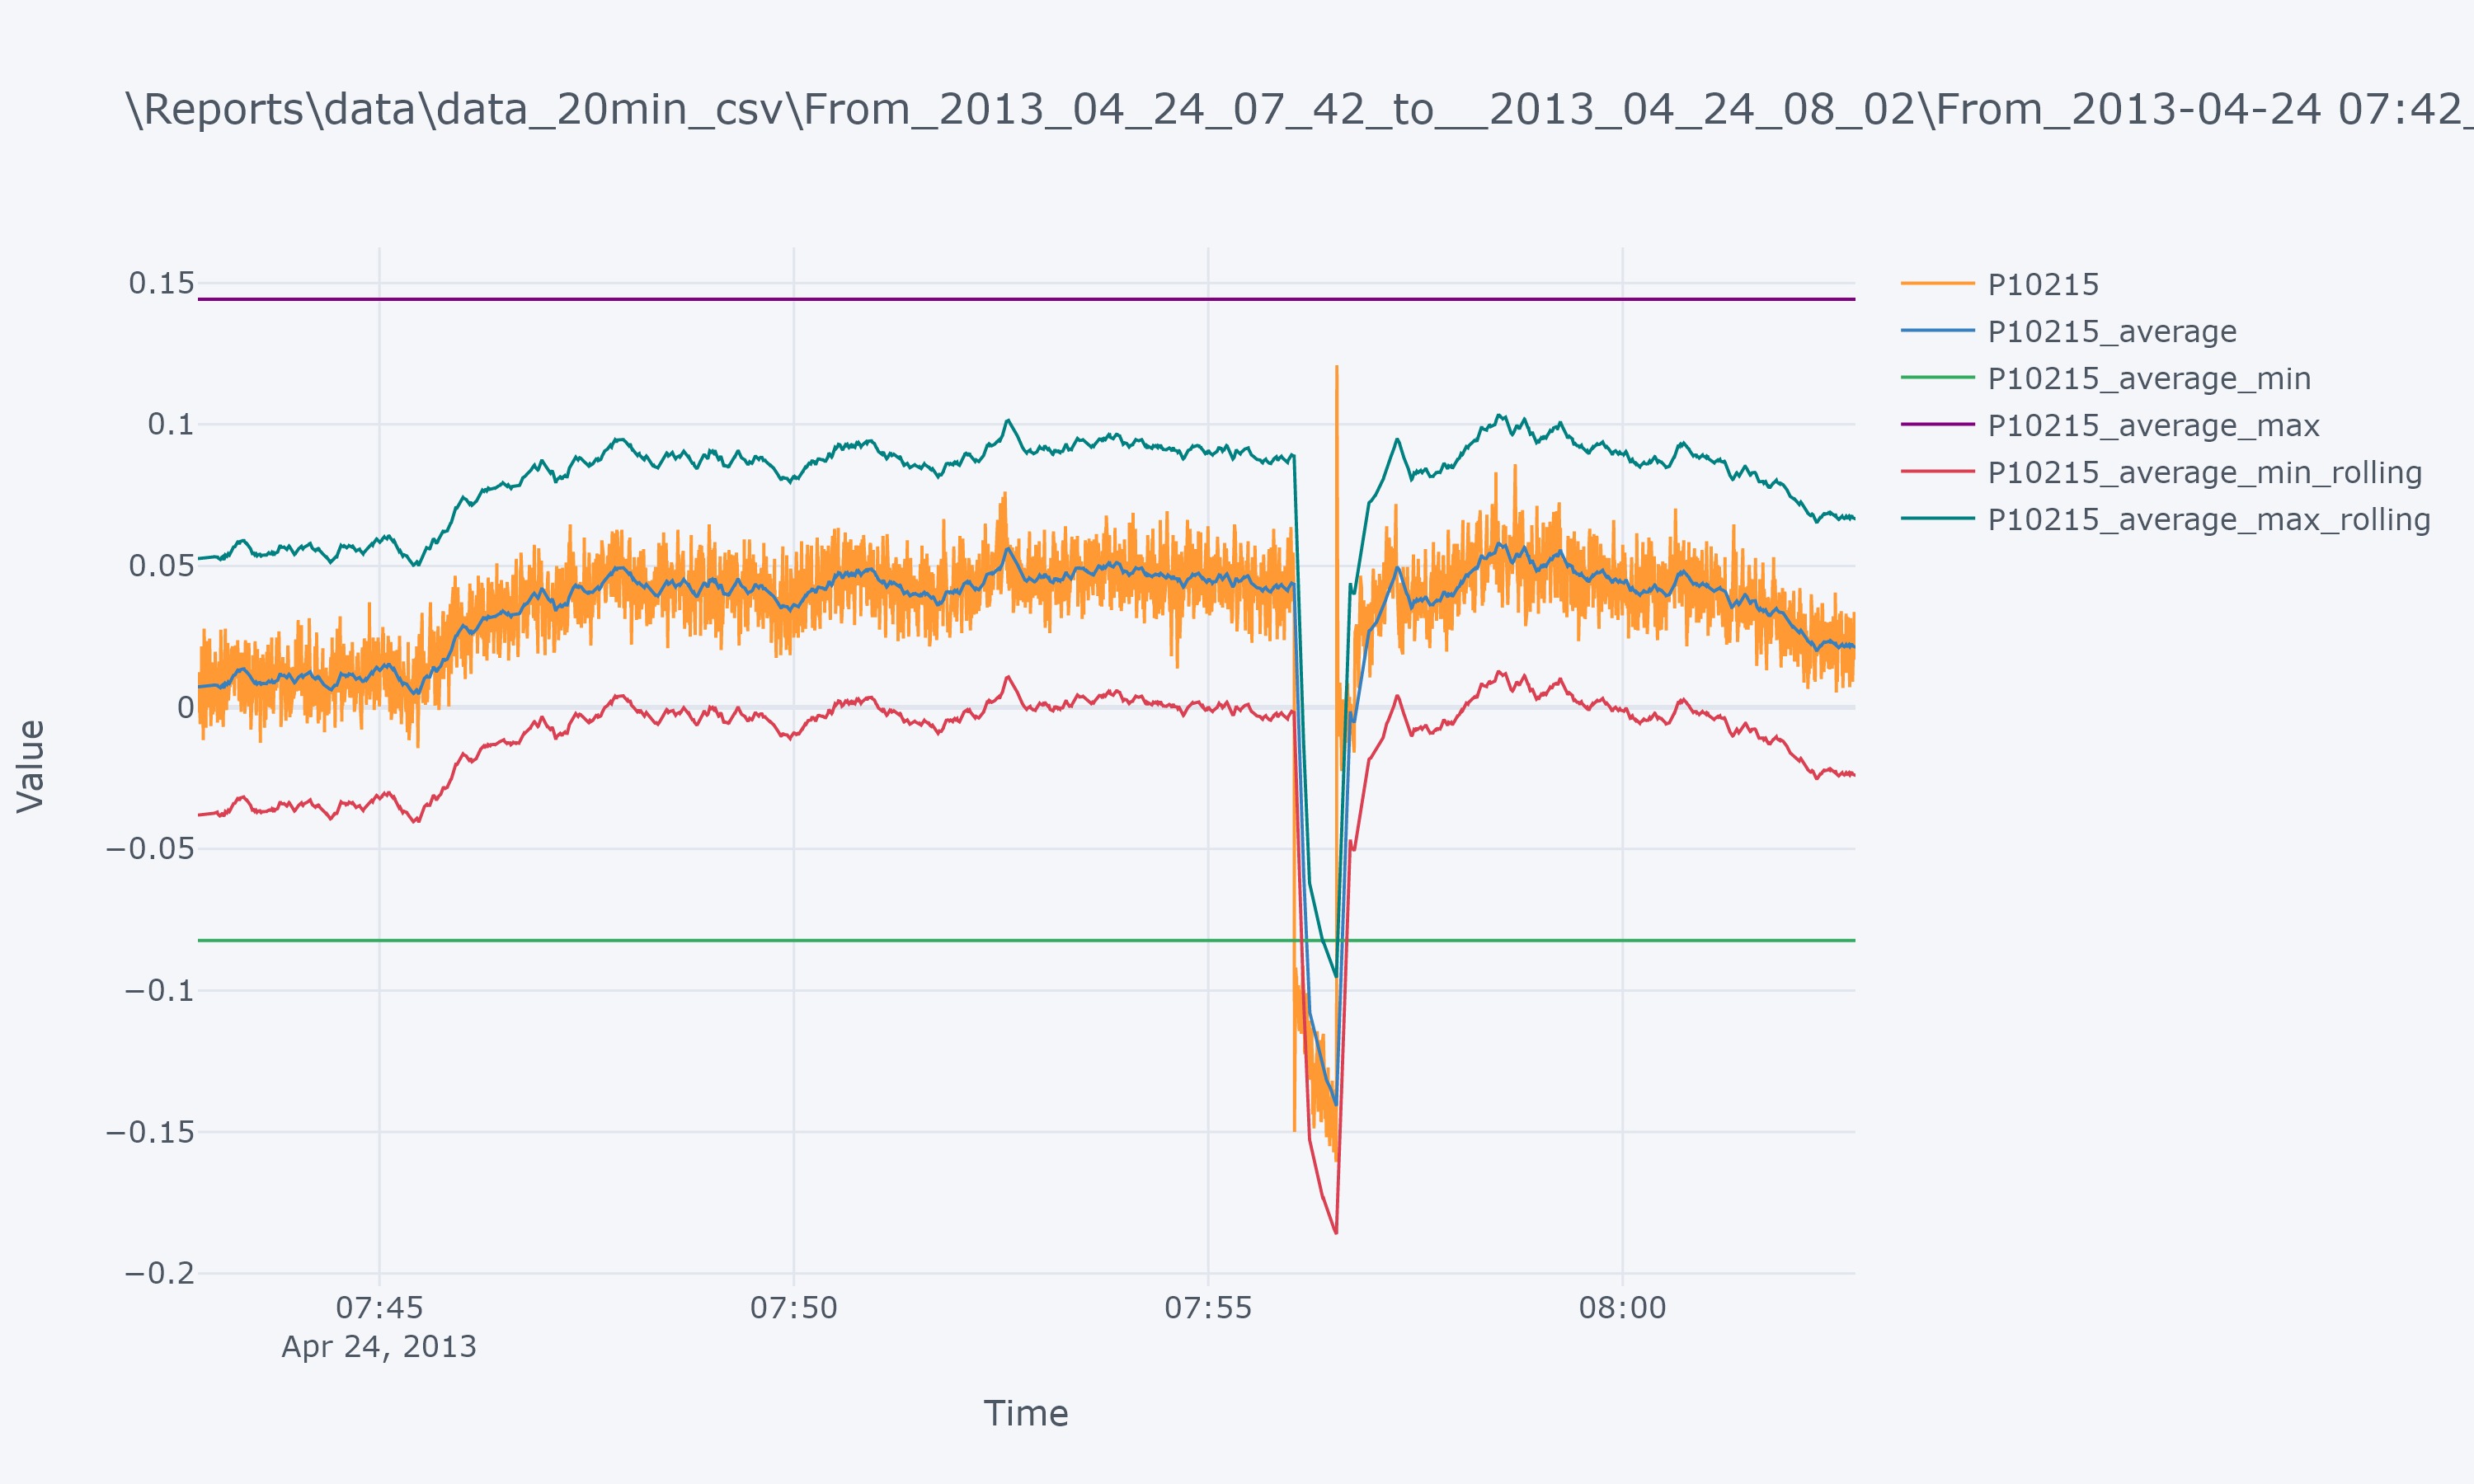 \Reports\data\data_20min_csv\From_2013_04_24_07_42_to__2013_04_24_08_02\From_2013-04-24 07:42_
0.15
0.1
0.05
0
−0.05
−0.1
−0.15
−0.2
Value
07:45
07:50
07:55
08:00
Apr 24, 2013
Time
P10215
P10215_average
P10215_average_min
P10215_average_max
P10215_average_min_rolling
P10215_average_max_rolling